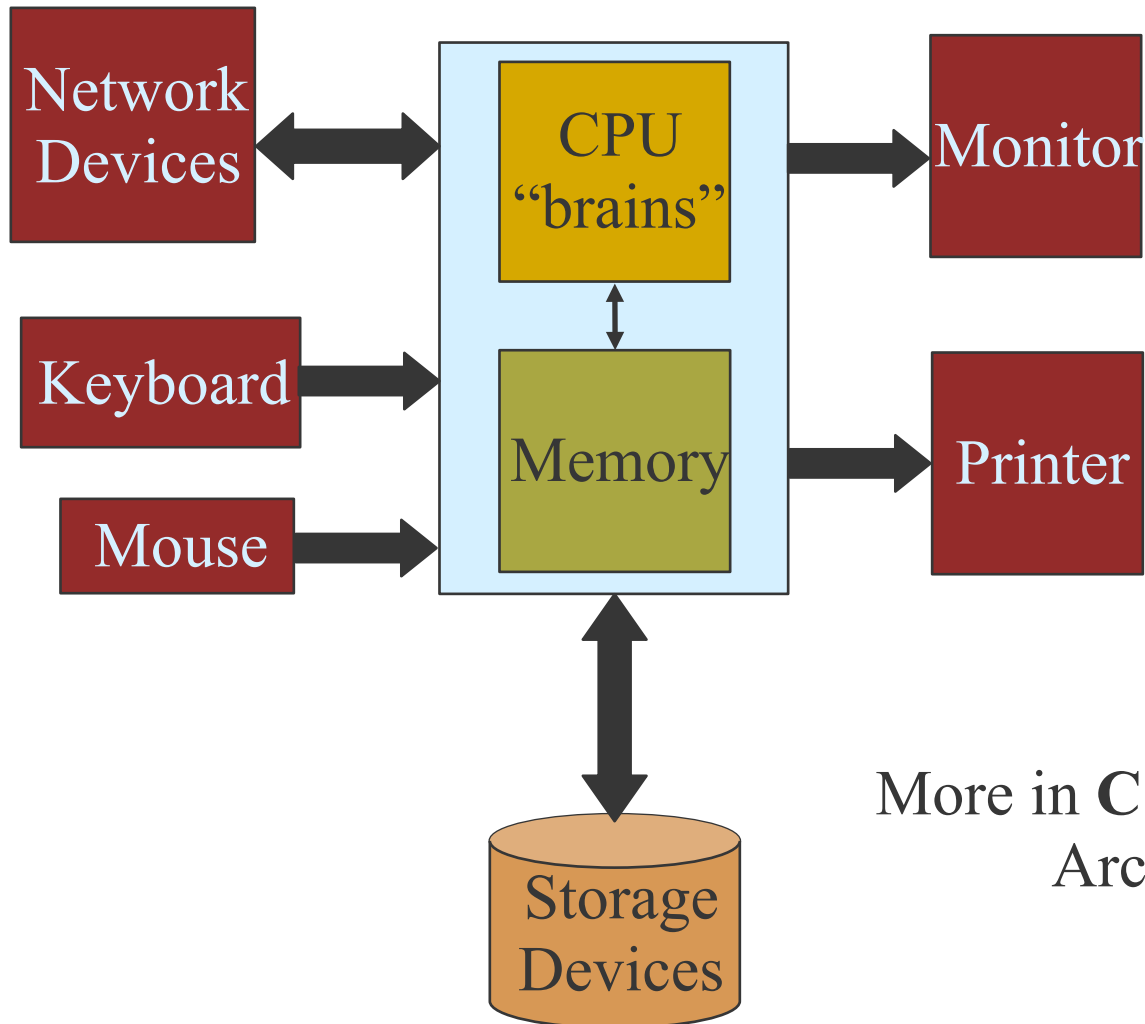 Network
Devices
CPU
“brains”
Monitor
Keyboard
Memory
Printer
Mouse
More in C
Arc
Storage
Devices